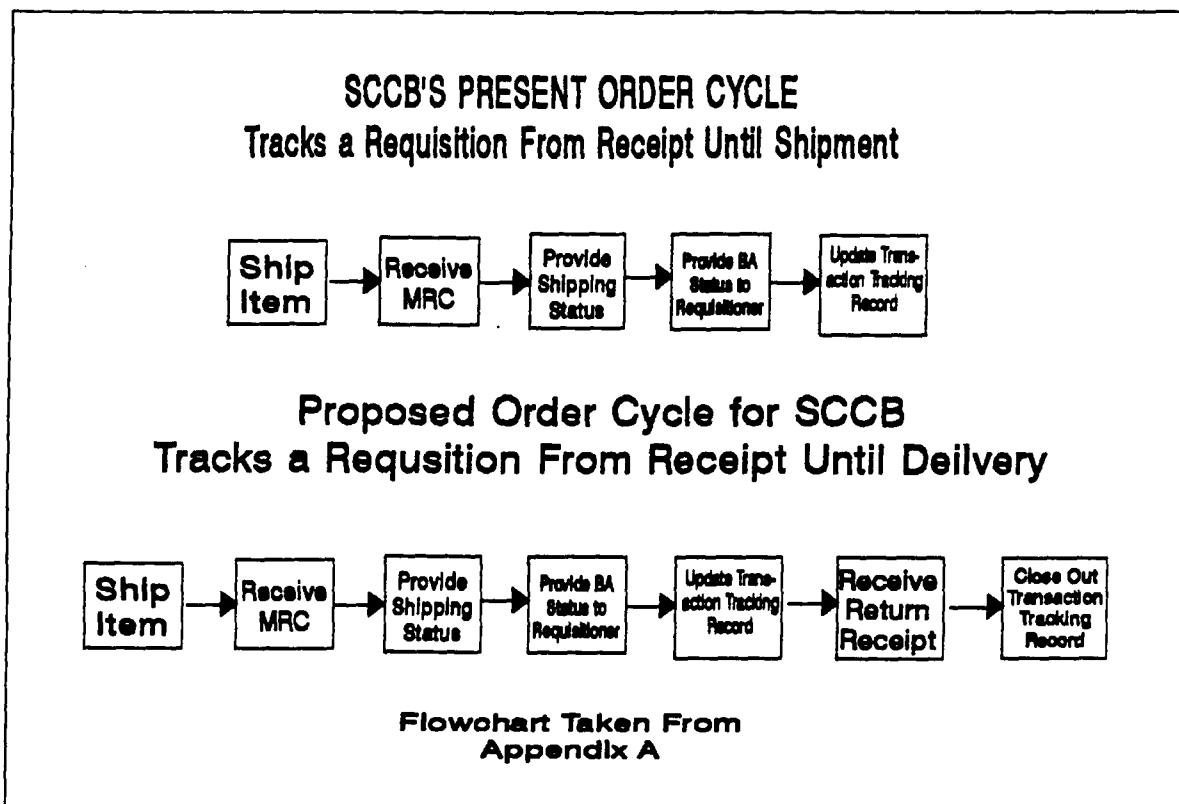 SCCB'S PRESENT ORDER CYCLE
Tracks a Requisition From Receipt Until Shipment
Ship
Item
Receive
MRC
Provide
Shipping
Status
Provide BA
Status to
Requisitioner
Update Trans-
action Tracking
Record
Proposed Order Cycle for SCCB
Tracks a Requsition From Receipt Until Deilvery
Ship
Item
Receive
MRC
Provide
Shipping
Status
Provide BA
Status to
Requisitioner
Update Trans-
action Tracking
Record
Receive
Return
Receipt
Close Out
Transaction
Tracking
Record
Flowchart Taken From
Appendix A